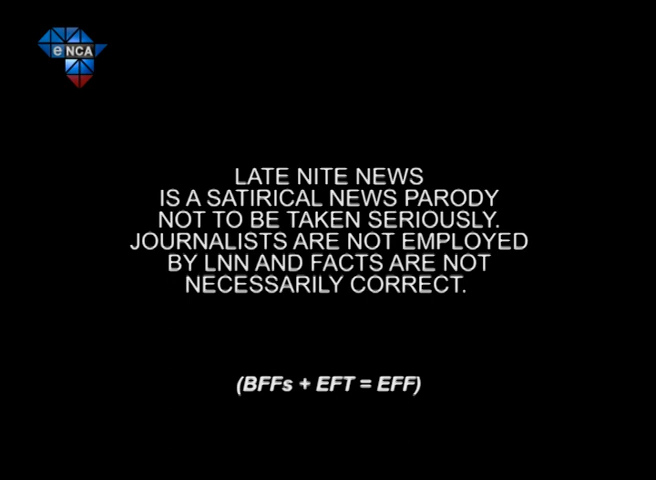 eNCA
LATE NITE NEWS
IS A SATIRICAL NEWS PARODY
NOT TO BE TAKEN SERIOUSLY.
JOURNALISTS ARE NOT EMPLOYED
BY LNN AND FACTS ARE NOT
NECESSARILY CORRECT.
(BFFs + EFT = EFF)